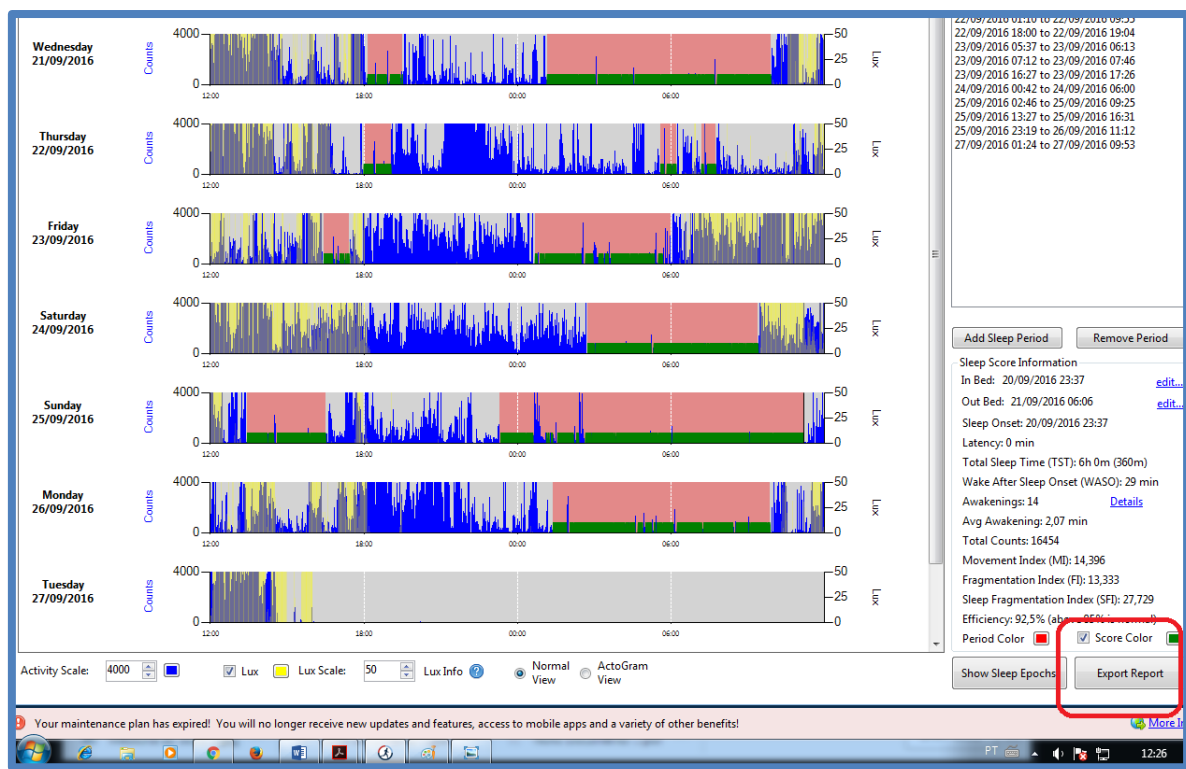 22/09/2016 01:10 to 22/09/2016 09:55
22/09/2016 18:00 to 22/09/2016 19:04
23/09/2016 05:37 to 23/09/2016 06:13
23/09/2016 07:12 to 23/09/2016 07:46
23/09/2016 16:27 to 23/09/2016 17:26
24/09/2016 00:42 to 24/09/2016 06:00
25/09/2016 02:46 to 25/09/2016 09:25
25/09/2016 13:27 to 25/09/2016 16:31
25/09/2016 23:19 to 26/09/2016 11:12
27/09/2016 01:24 to 27/09/2016 09:53
Wednesday
21/09/2016
Counts
4000
0
50
25
0
Lux
12:00 18:00 00:00 06:00
Thursday
22/09/2016
Counts
4000
0
50
25
0
Lux
12:00 18:00 00:00 06:00
Friday
23/09/2016
Counts
4000
0
50
25
0
Lux
12:00 18:00 00:00 06:00
Saturday
24/09/2016
Counts
4000
0
50
25
0
Lux
12:00 18:00 00:00 06:00
Sunday
25/09/2016
Counts
4000
0
50
25
0
Lux
12:00 18:00 00:00 06:00
Monday
26/09/2016
Counts
4000
0
50
25
0
Lux
12:00 18:00 00:00 06:00
Tuesday
27/09/2016
Counts
4000
0
50
25
0
Lux
12:00 18:00 00:00 06:00
Add Sleep Period Remove Period
Sleep Score Information
In Bed: 20/09/2016 23:37 edit...
Out Bed: 21/09/2016 06:06 edit...
Sleep Onset: 20/09/2016 23:37
Latency: 0 min
Total Sleep Time (TST): 6h 0m (360m)
Wake After Sleep Onset (WASO): 29 min
Awakenings: 14 Details
Avg Awakening: 2,07 min
Total Counts: 16454
Movement Index (MI): 14,396
Fragmentation Index (FI): 13,333
Sleep Fragmentation Index (SFI): 27,729
Efficiency: 92,5% (above 85% is normal)
Period Color Score Color
Show Sleep Epochs Export Report
Activity Scale: 4000 Lux Lux Scale: 50 Lux Info ? Normal View ActoGram View
Your maintenance plan has expired! You will no longer receive new updates and features, access to mobile apps and a variety of other benefits! More
PT 12:26